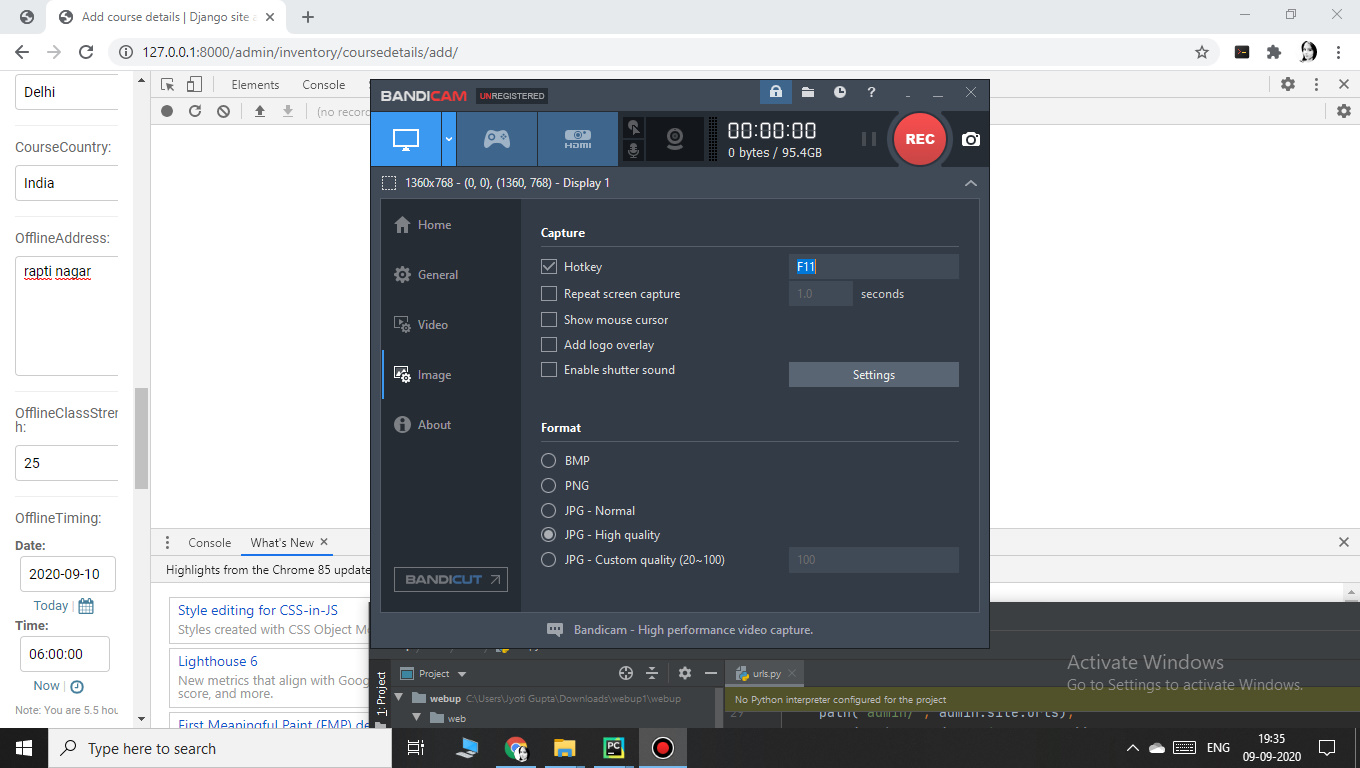 Add course details | Django site a
127.0.0.1:8000/admin/inventory/coursedetails/add/
Delhi
CourseCountry:
India
OfflineAddress:
rapti nagar
OfflineClassStren
h:
25
OfflineTiming:
Date:
2020-09-10
Today |
Time:
06:00:00
Now |
Note: You are 5.5 hou
Elements
Console
(no record
Console
What's New
Highlights from the Chrome 85 update
Style editing for CSS-in-JS
Styles created with CSS Object Mo
Lighthouse 6
New metrics that align with Goog
score, and more.
First Meaningful Paint (FMP) de
BANDICAM UNREGISTERED
HDMI
00:00:00
0 bytes / 95.4GB
REC
1360x768 - (0, 0), (1360, 768) - Display 1
Home
General
Video
Image
About
BANDICUT
Capture
Hotkey
F11
Repeat screen capture
1.0
seconds
Show mouse cursor
Add logo overlay
Enable shutter sound
Settings
Format
BMP
PNG
JPG - Normal
JPG - High quality
JPG - Custom quality (20~100)
100
Bandicam - High performance video capture.
1: Project
Project
urls.py
webup C:\Users\Jyoti Gupta\Downloads\webup1\webup
web
No Python interpreter configured for the project
29
path('admin/', admin.site.urls),
Activate Windows
Go to Settings to activate Windows.
Type here to search
PC
ENG
19:35
09-09-2020